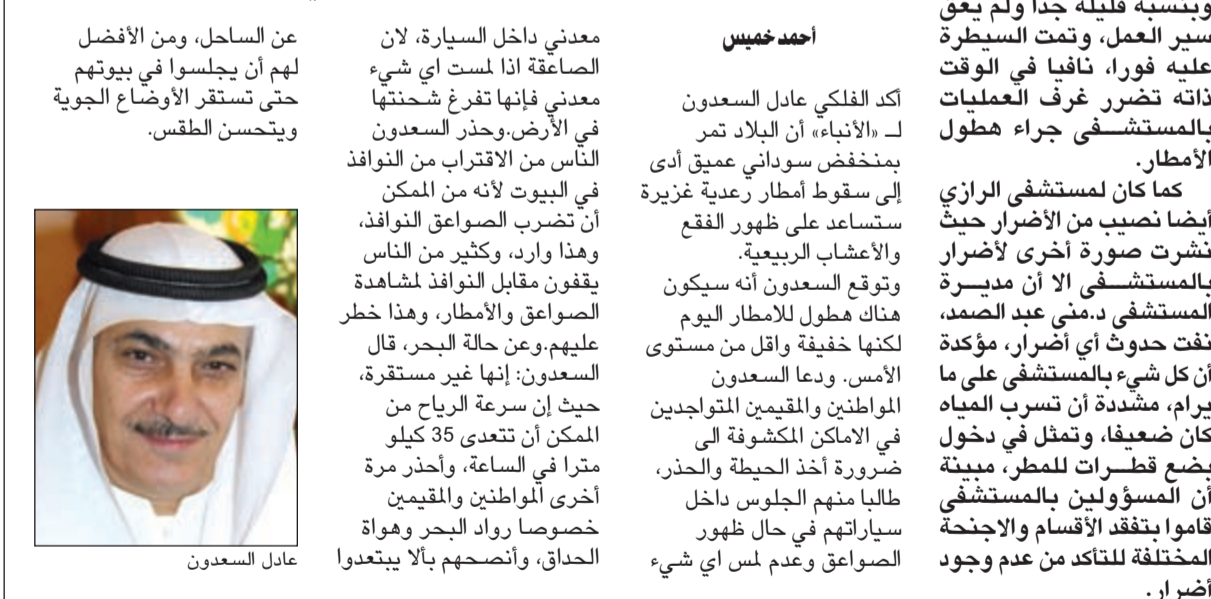 وبنسبة قليلة جدا ولم يعق
سير العمل، وتمت السيطرة
عليه فورا، نافيا في الوقت
ذاته تضرر غرف العمليات
بالمستشفى جراء هطول
الأمطار.
كما كان لمستشفى الرازي
أيضا نصيب من الأضرار حيث
نشرت صورة أخرى لأضرار
بالمستشفى الا أن مديرة
المستشفى د.منى عبد الصمد،
نفت حدوث أي أضرار، مؤكدة
أن كل شيء بالمستشفى على ما
يرام، مشددة أن تسرب المياه
كان ضعيفا، وتمثل في دخول
بضع قطرات للمطر، مبينة
أن المسؤولين بالمستشفى
قاموا بتفقد الأقسام والاجنحة
المختلفة للتأكد من عدم وجود
أضرار.
أحمد خميس
أكد الفلكي عادل السعدون
لـ «الأنباء» أن البلاد تمر
بمنخفض سوداني عميق أدى
إلى سقوط أمطار رعدية غزيرة
ستساعد على ظهور الفقع
والأعشاب الربيعية.
وتوقع السعدون أنه سيكون
هناك هطول للامطار اليوم
لكنها خفيفة واقل من مستوى
الأمس. ودعا السعدون
المواطنين والمقيمين المتواجدين
في الاماكن المكشوفة الى
ضرورة أخذ الحيطة والحذر،
طالبا منهم الجلوس داخل
سياراتهم في حال ظهور
الصواعق وعدم لمس اي شيء
معدني داخل السيارة، لان
الصاعقة اذا لمست اي شيء
معدني فإنها تفرغ شحنتها
في الأرض.وحذر السعدون
الناس من الاقتراب من النوافذ
في البيوت لأنه من الممكن
أن تضرب الصواعق النوافذ،
وهذا وارد، وكثير من الناس
يقفون مقابل النوافذ لمشاهدة
الصواعق والأمطار، وهذا خطر
عليهم.وعن حالة البحر، قال
السعدون: إنها غير مستقرة،
حيث إن سرعة الرياح من
الممكن أن تتعدى 35 كيلو
مترا في الساعة، وأحذر مرة
أخرى المواطنين والمقيمين
خصوصا رواد البحر وهواة
الحداق، وأنصحهم بألا يبتعدوا
عن الساحل، ومن الأفضل
لهم أن يجلسوا في بيوتهم
حتى تستقر الأوضاع الجوية
ويتحسن الطقس.
عادل السعدون